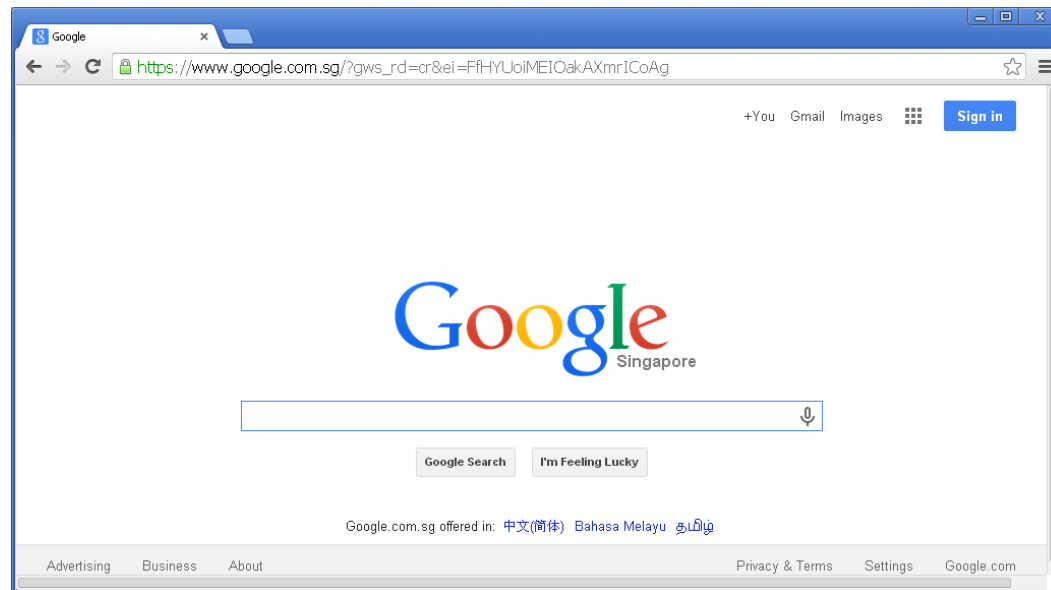 Google
https://www.google.com.sg/?gws_rd=cr&ei=FfHYUoiMEIOakAXmrICoAg
+You Gmail Images Sign in
Google
Singapore
Google Search I'm Feeling Lucky
Google.com.sg offered in: 中文(简体) Bahasa Melayu தமிழ்
Advertising Business About Privacy & Terms Settings Google.com